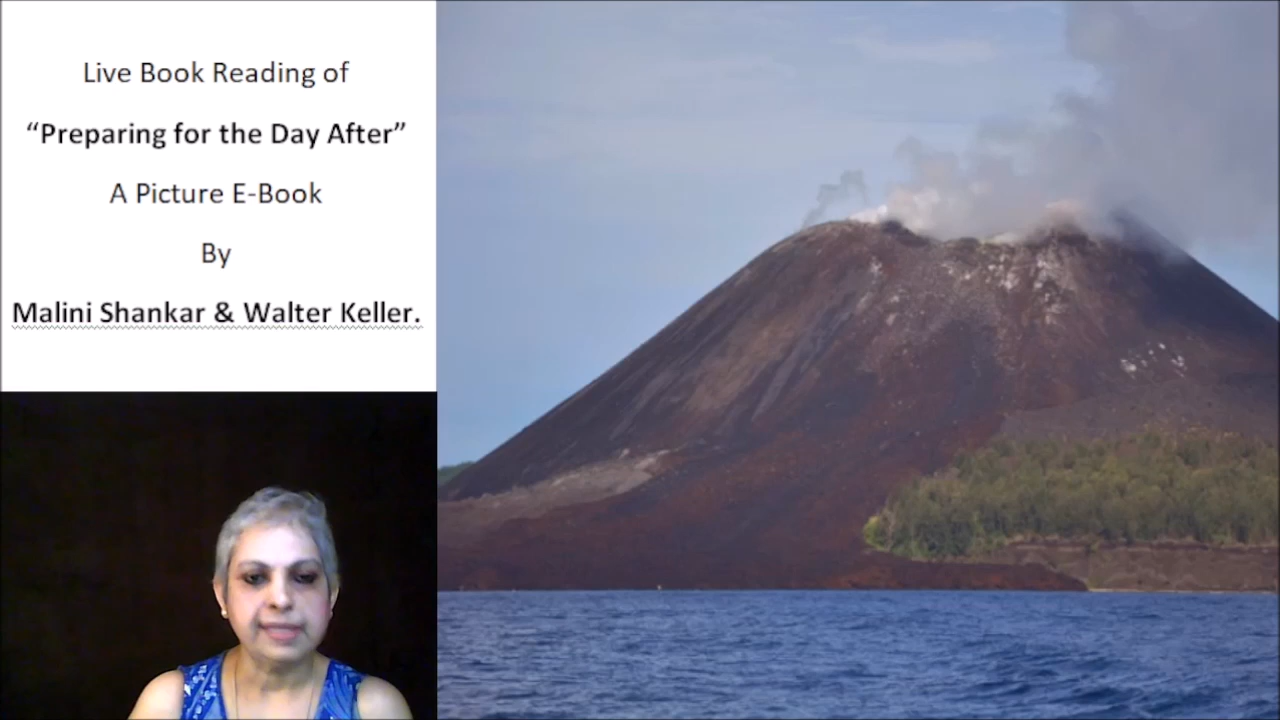 Live Book Reading of
“Preparing for the Day After”
A Picture E-Book
By
Malini Shankar & Walter Keller.